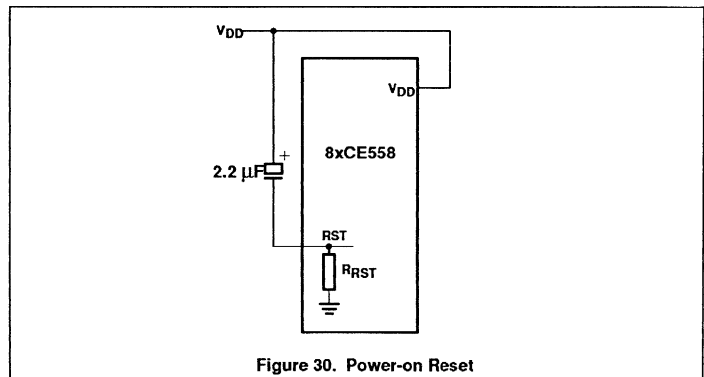 VDD
VDD
8xCE558
+
2.2 µF
RST
RRST
Figure 30. Power-on Reset